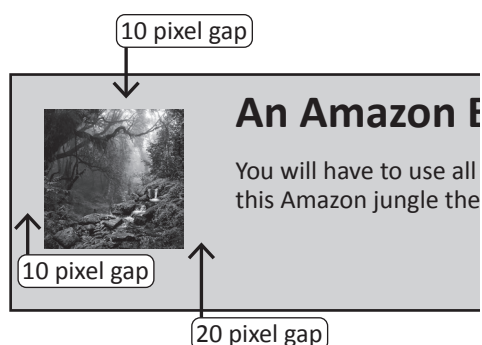 10 pixel gap
An Amazon
You will have to use all
this Amazon jungle the
10 pixel gap
20 pixel gap